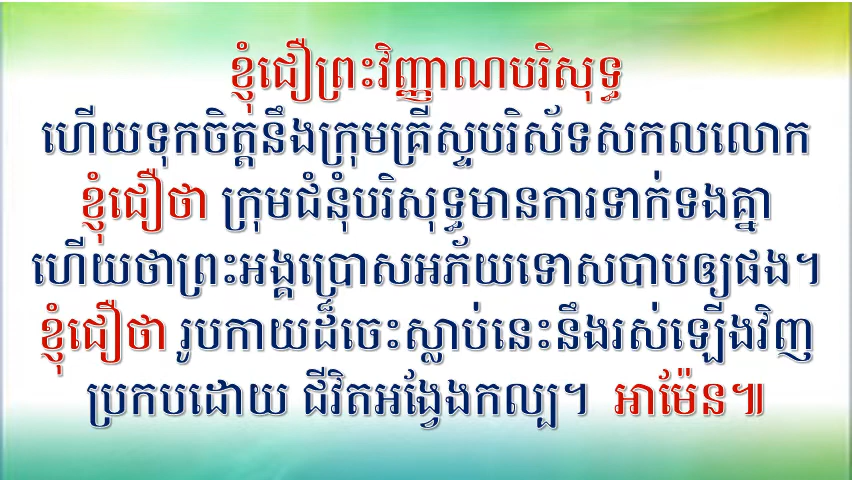 ខ្ញុំជឿព្រះវិញ្ញាណបរិសុទ្ធ
ហើយទុកចិត្តនឹងក្រុមគ្រីស្ទបរិស័ទសកលលោក
ខ្ញុំជឿថា ក្រុមជំនុំបរិសុទ្ធមានការទាក់ទងគ្នា
ហើយថាព្រះអង្គប្រោសអភ័យទោសបាបឲ្យផង។
ខ្ញុំជឿថា រូបកាយដ៏ចេះស្លាប់នេះនឹងរស់ឡើងវិញ
ប្រកបដោយ ជីវិតអង្វែងកល្ប។ អាម៉ែន៕